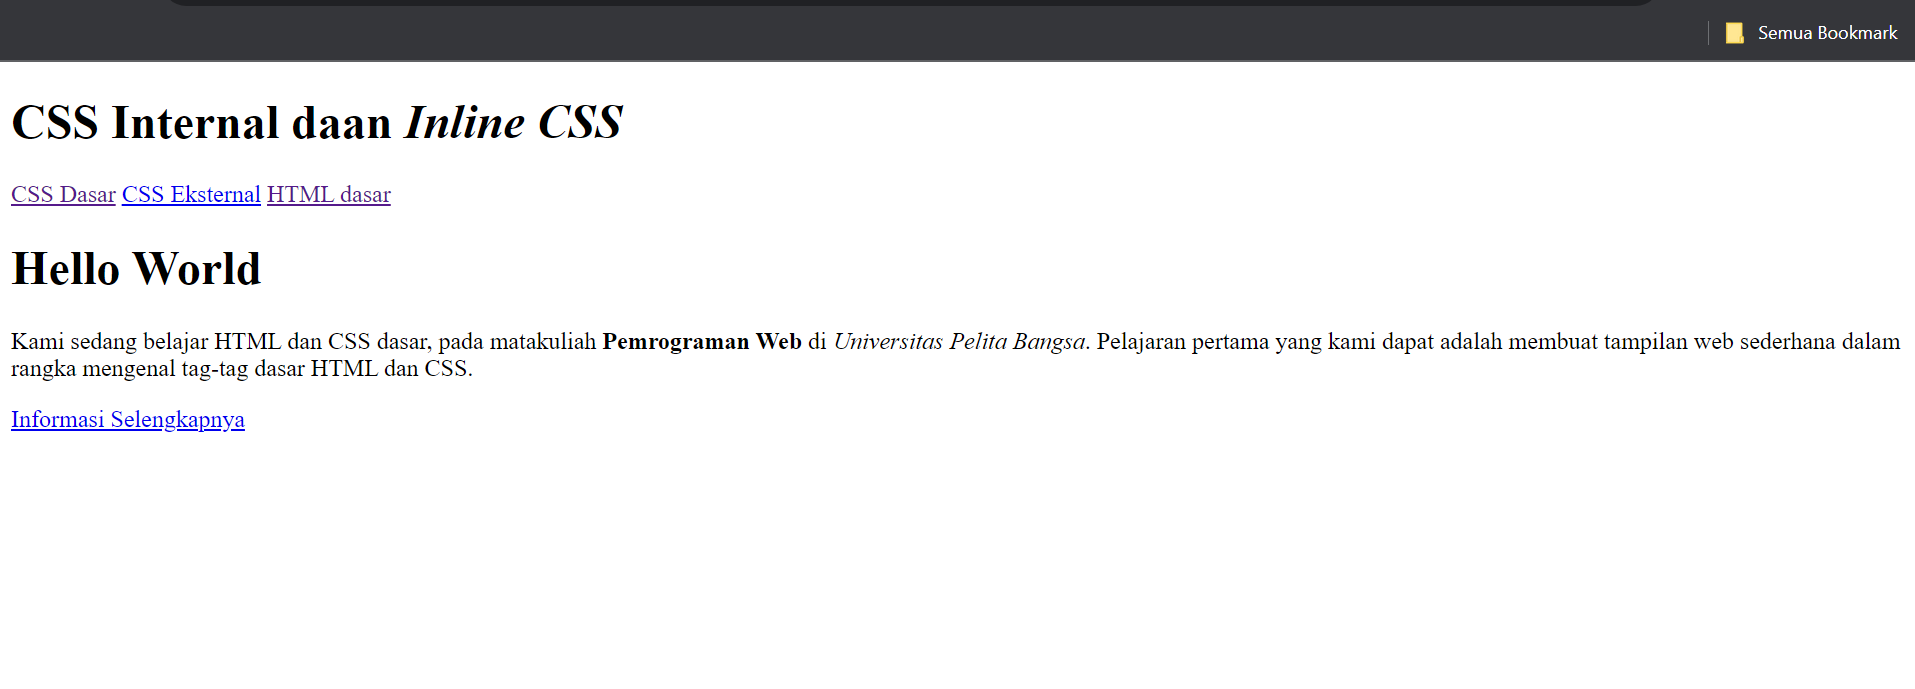 Semua Bookmark
CSS Internal daan Inline CSS
CSS Dasar CSS Eksternal HTML dasar
Hello World
Kami sedang belajar HTML dan CSS dasar, pada matakuliah Pemrograman Web di Universitas Pelita Bangsa. Pelajaran pertama yang kami dapat adalah membuat tampilan web sederhana dalam
rangka mengenal tag-tag dasar HTML dan CSS.
Informasi Selengkapnya